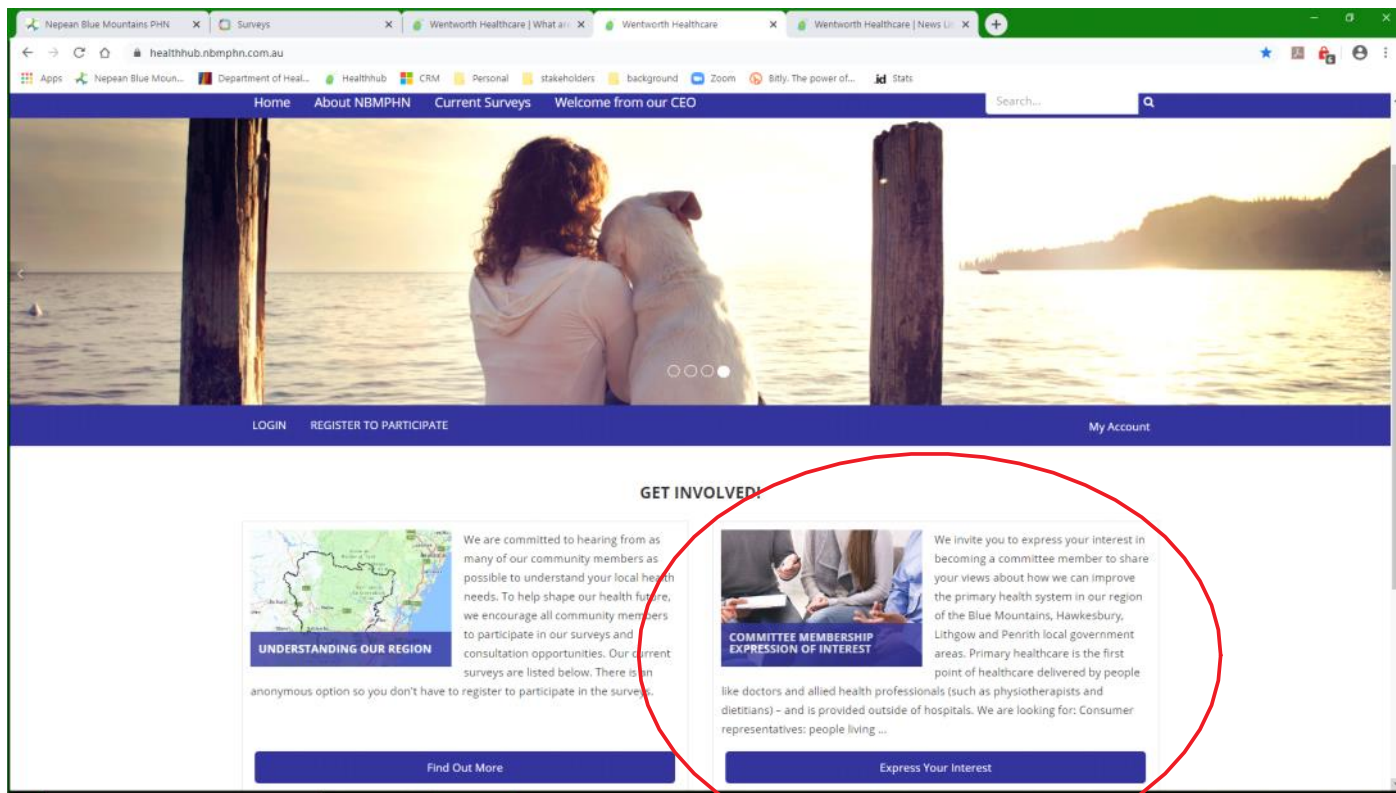 Nepean Blue Mountains PHN
Surveys
Wentworth Healthcare | What ar
Wentworth Healthcare
Wentworth Healthcare | News Li
healthhub.nbmphn.com.au
Apps Nepean Blue Moun... Department of Heal... Healthhub CRM Personal stakeholders background Zoom Bitly. The power of... .id Stats
Home About NBMPHN Current Surveys Welcome from our CEO Search...
LOGIN REGISTER TO PARTICIPATE My Account
GET INVOLVED!
UNDERSTANDING OUR REGION
We are committed to hearing from as
many of our community members as
possible to understand your local health
needs. To help shape our health future,
we encourage all community members
to participate in our surveys and
consultation opportunities. Our current
surveys are listed below. There is an
anonymous option so you don't have to register to participate in the surveys.
Find Out More
COMMITTEE MEMBERSHIP
EXPRESSION OF INTEREST
We invite you to express your interest in
becoming a committee member to share
your views about how we can improve
the primary health system in our region
of the Blue Mountains, Hawkesbury,
Lithgow and Penrith local government
areas. Primary healthcare is the first
point of healthcare delivered by people
like doctors and allied health professionals (such as physiotherapists and
dietitians) – and is provided outside of hospitals. We are looking for: Consumer
representatives: people living ...
Express Your Interest